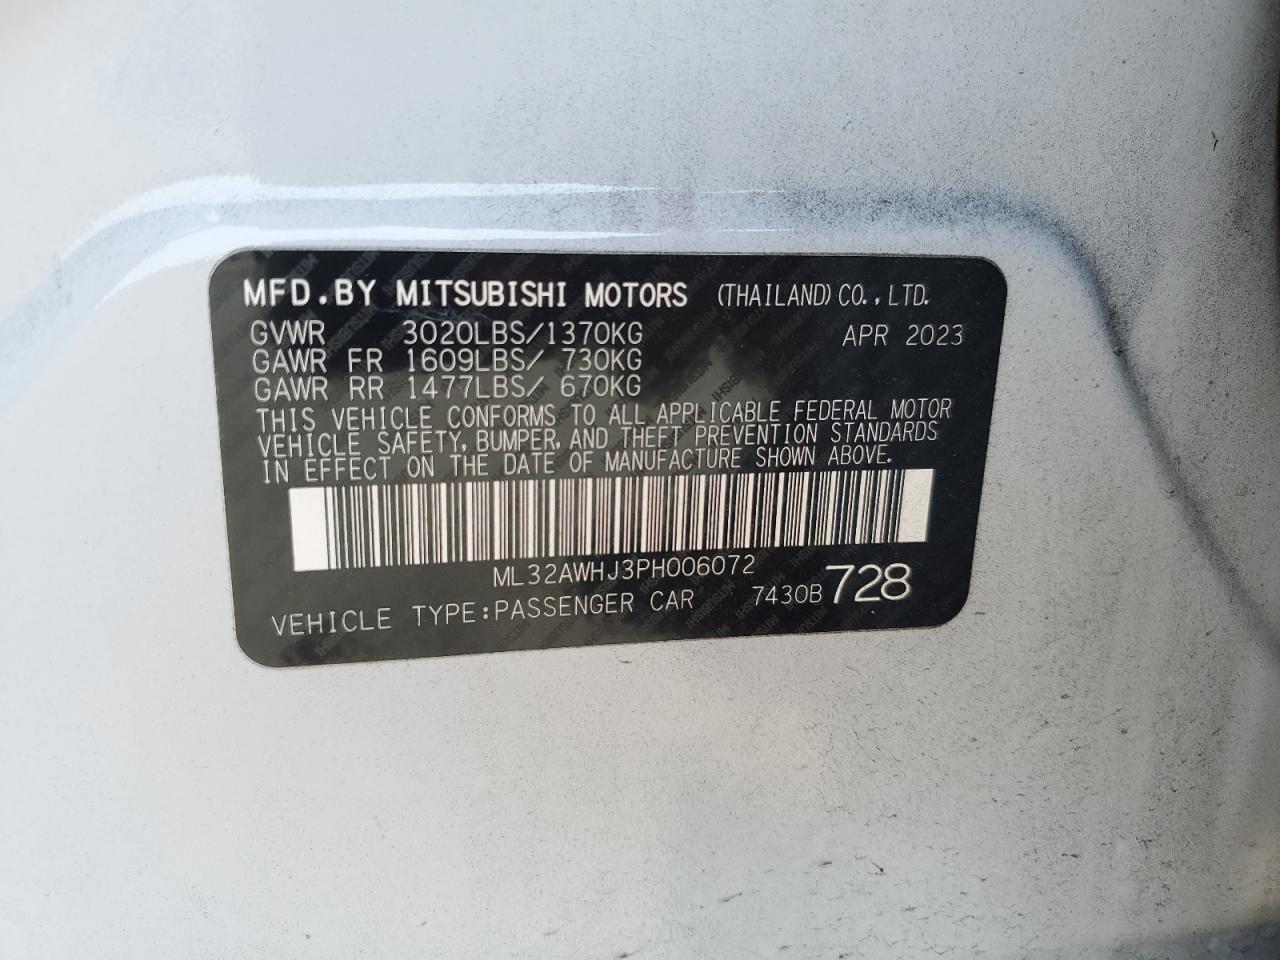 MFD.BY MITSUBISHI MOTORS (THAILAND)CO.,LTD.
GVWR 3020LBS/1370KG APR 2023
GAWR FR 1609LBS/ 730KG
GAWR RR 1477LBS/ 670KG
THIS VEHICLE CONFORMS TO ALL APPLICABLE FEDERAL MOTOR
VEHICLE SAFETY, BUMPER, AND THEFT PREVENTION STANDARDS
IN EFFECT ON THE DATE OF MANUFACTURE SHOWN ABOVE.
ML32AWHJ3PH006072
VEHICLE TYPE:PASSENGER CAR 7430B 728